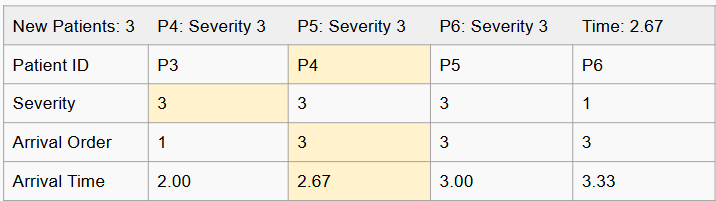 New Patients: 3 P4: Severity 3 P5: Severity 3 P6: Severity 3 Time: 2.67
Patient ID P3 P4 P5 P6
Severity 3 3 3 1
Arrival Order 1 3 3 3
Arrival Time 2.00 2.67 3.00 3.33